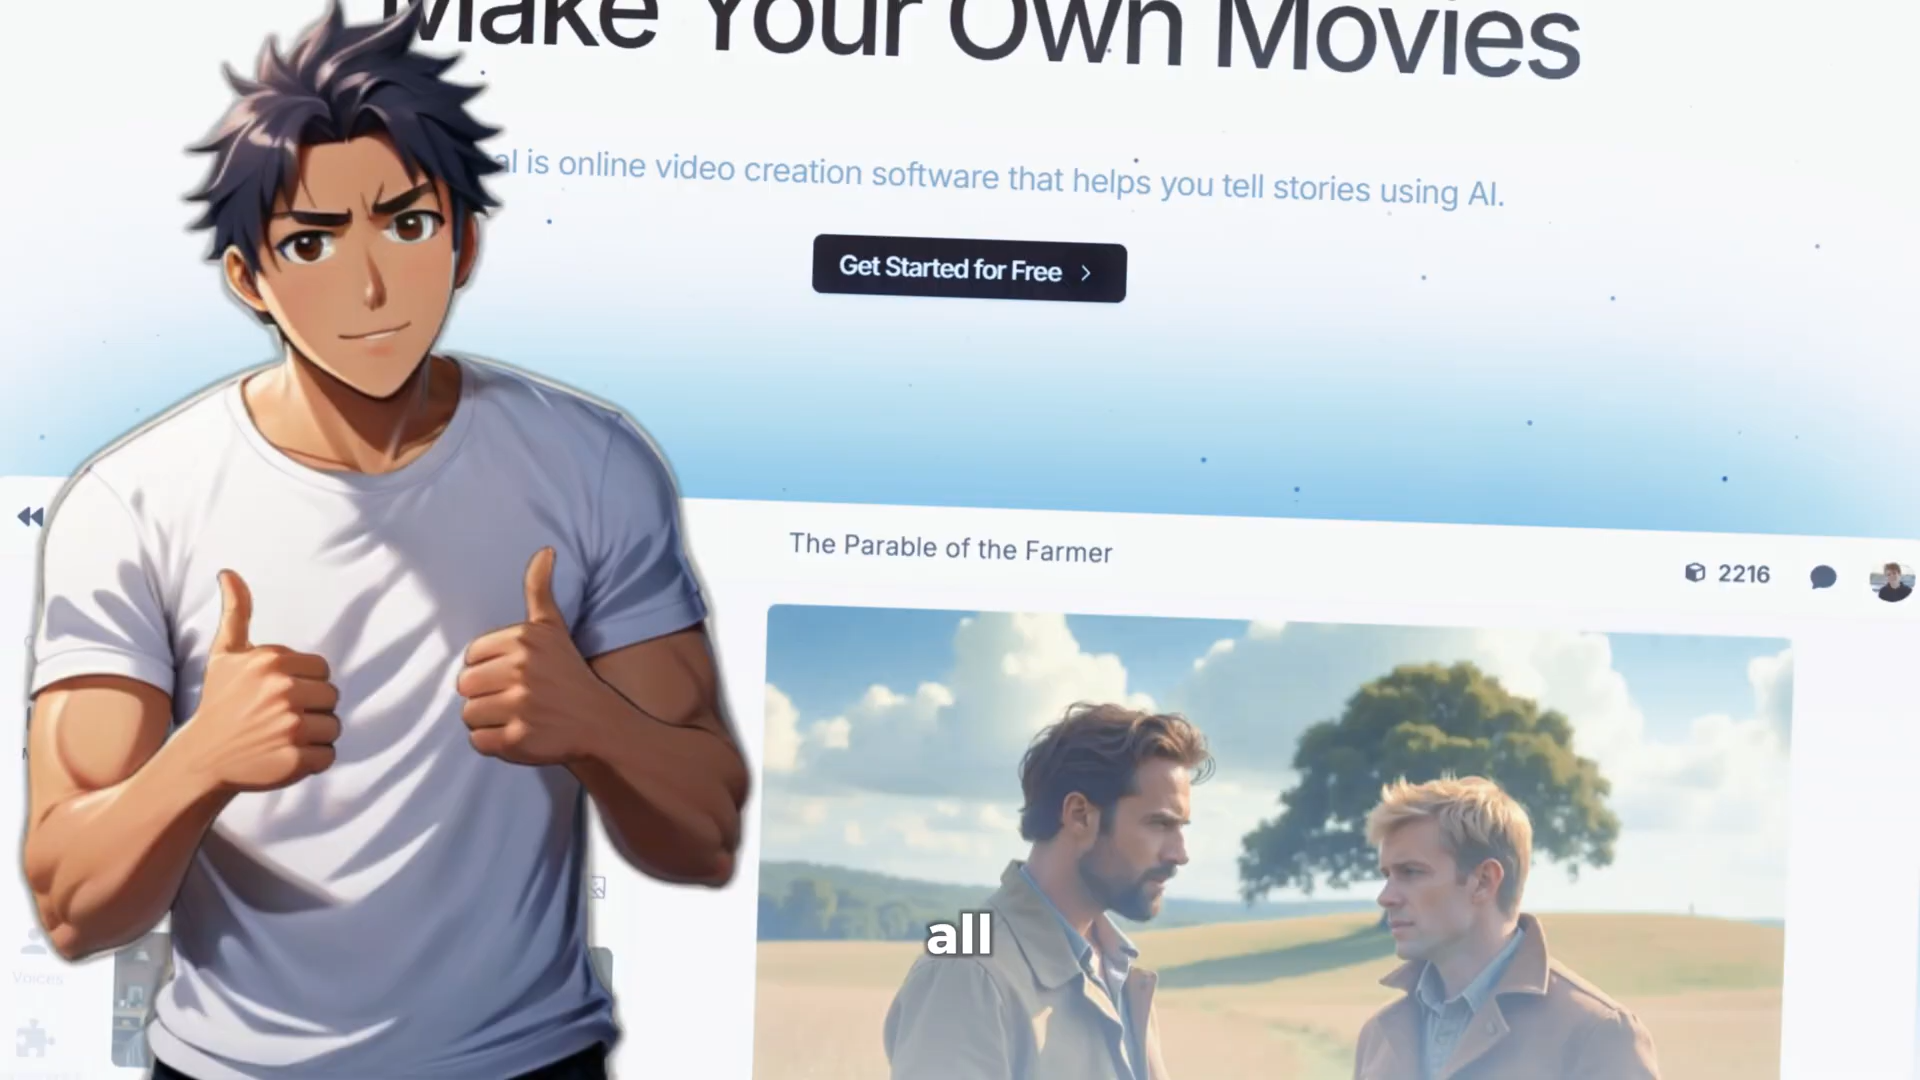 Make Your Own Movies
is online video creation software that helps you tell stories using AI.
Get Started for Free
The Parable of the Farmer
2216
all
Voices